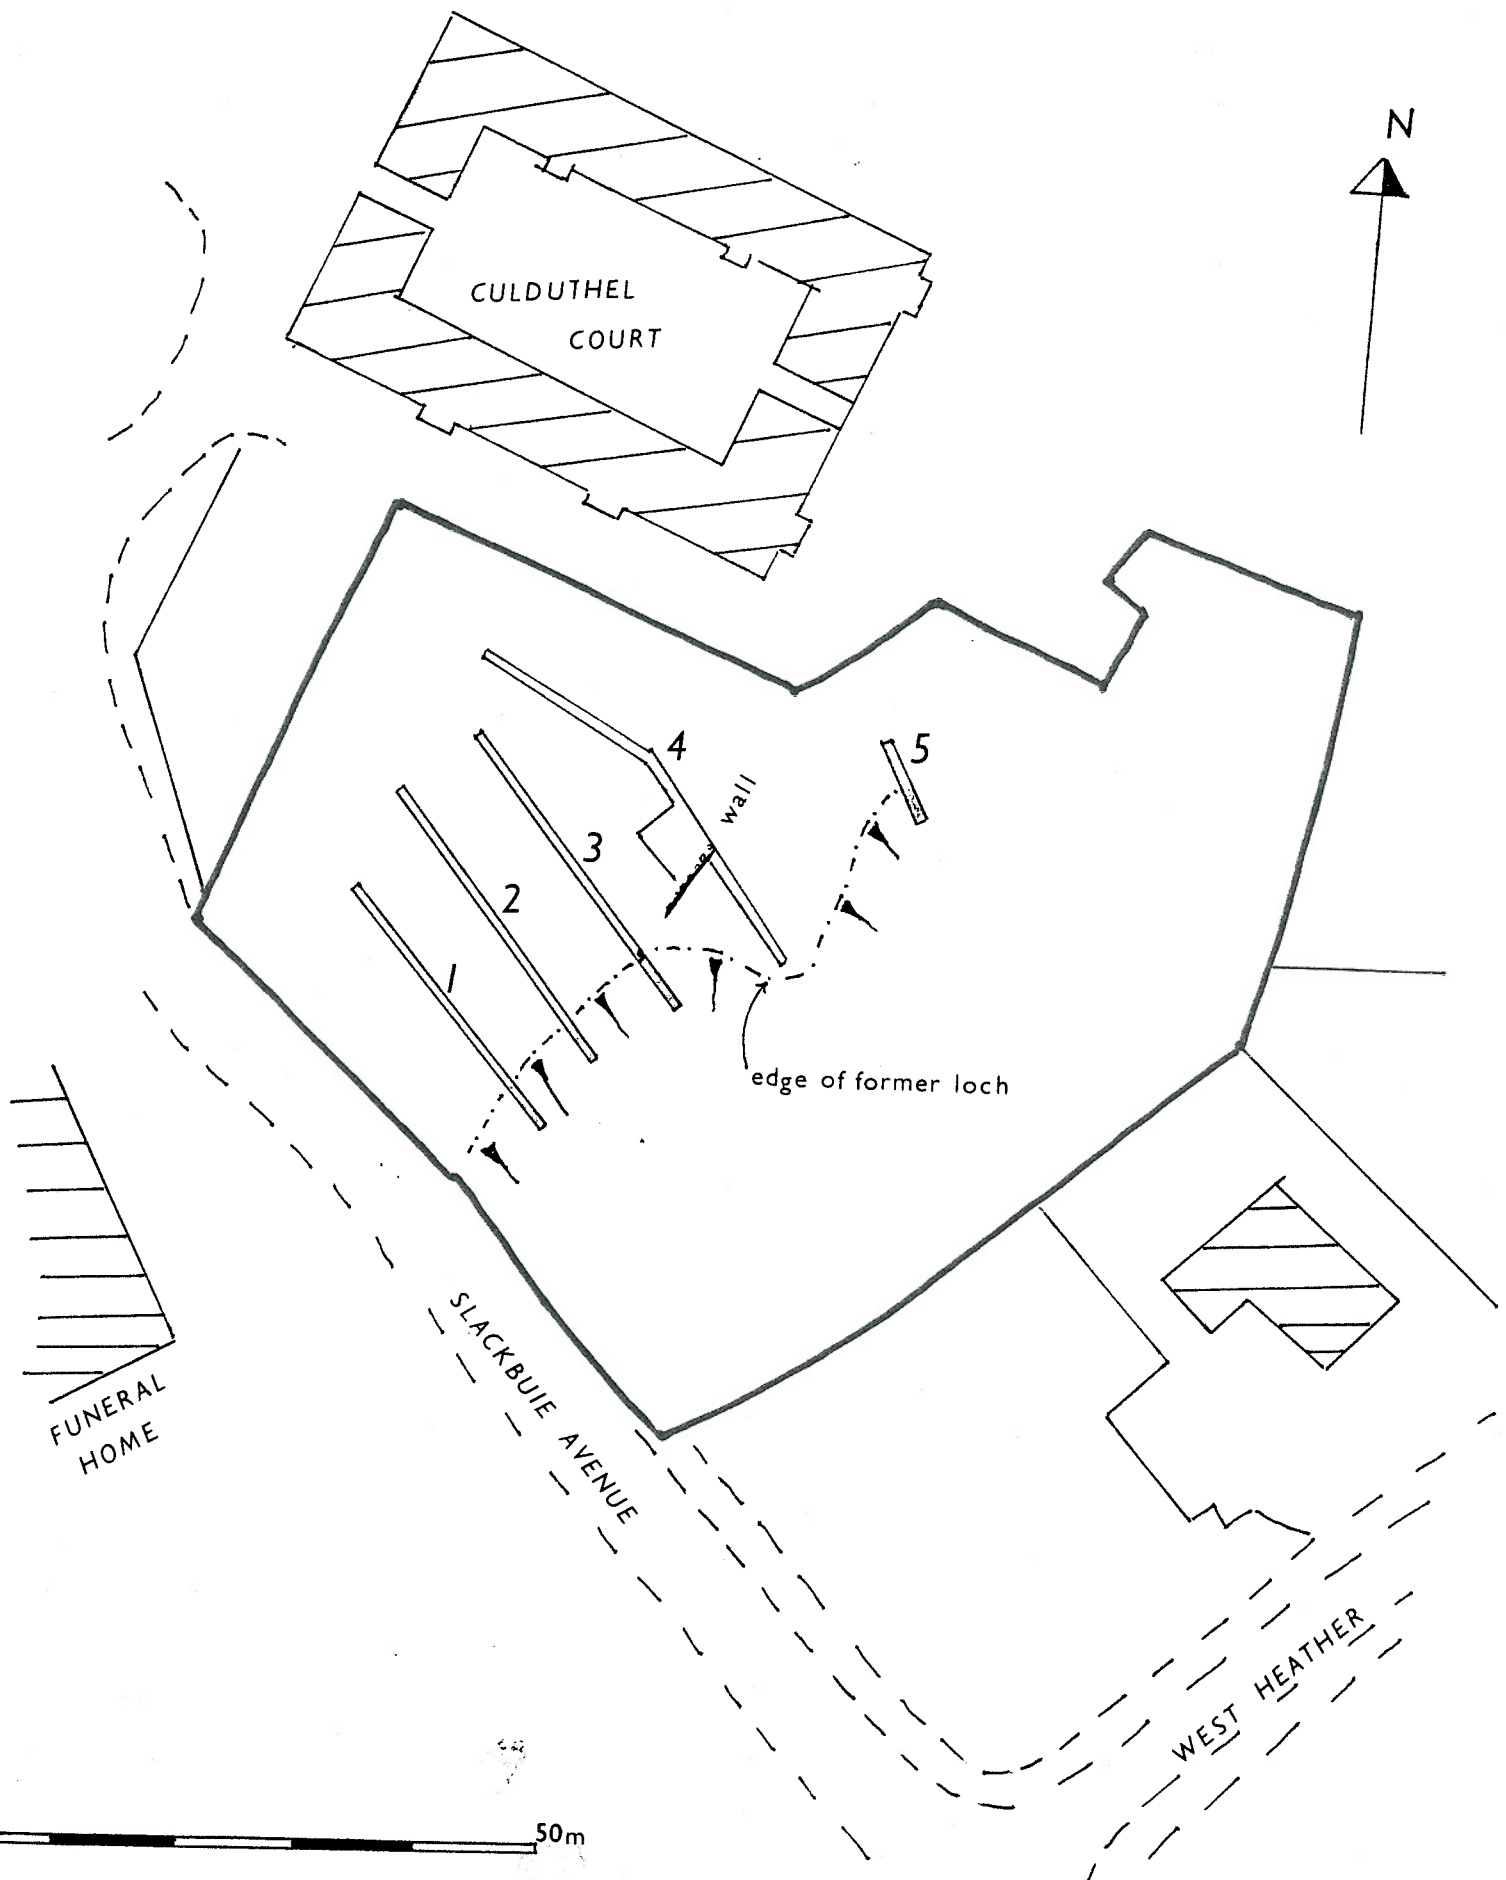 N
CULDUTHEL
COURT
4
5
wall
3
2
1
edge of former loch
SLACKBUIE AVENUE
FUNERAL
HOME
WEST HEATHER
50m